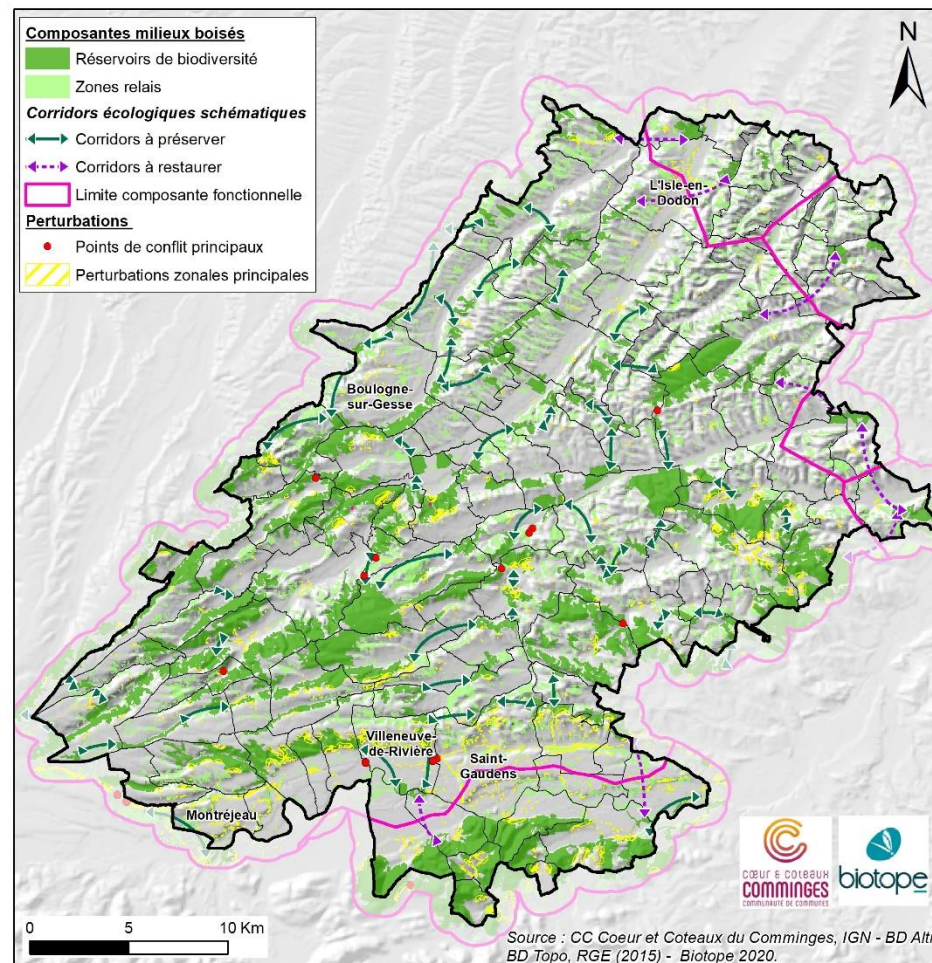 Composantes milieux boisés
Réservoirs de biodiversité
Zones relais
Corridors écologiques schématiques
Corridors à préserver
Corridors à restaurer
Limite composante fonctionnelle
Perturbations
Points de conflit principaux
Perturbations zonales principales
N
L'Isle-en-
Dodon
Boulogne-
sur-Gesse
Villeneuve-
de-Rivière
Saint-
Gaudens
Montréjeau
0 5 10 Km
CŒUR & COTEAUX
COMMINGES
COMMUNAUTÉ DE COMMUNES
biotope
Source : CC Coeur et Coteaux du Comminges, IGN - BD Alti
BD Topo, RGE (2015) - Biotope 2020.